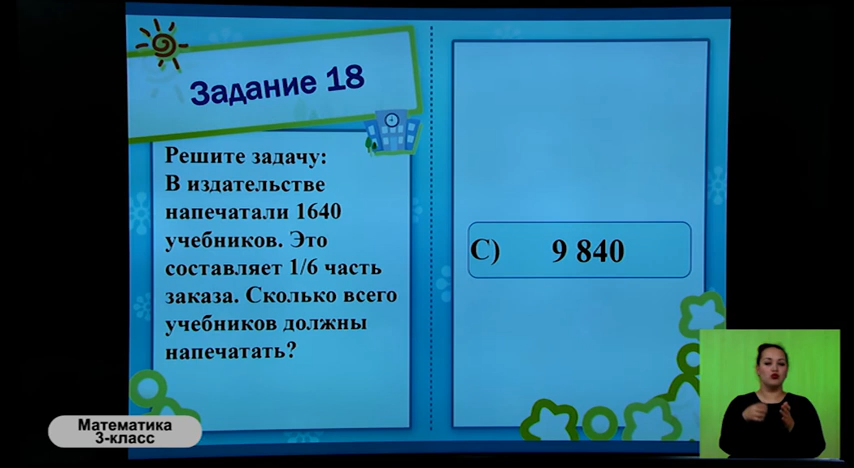 Задание 18
Решите задачу:
В издательстве
напечатали 1640
учебников. Это
составляет 1/6 часть
заказа. Сколько всего
учебников должны
напечатать?
C) 9 840
Математика
3-класс